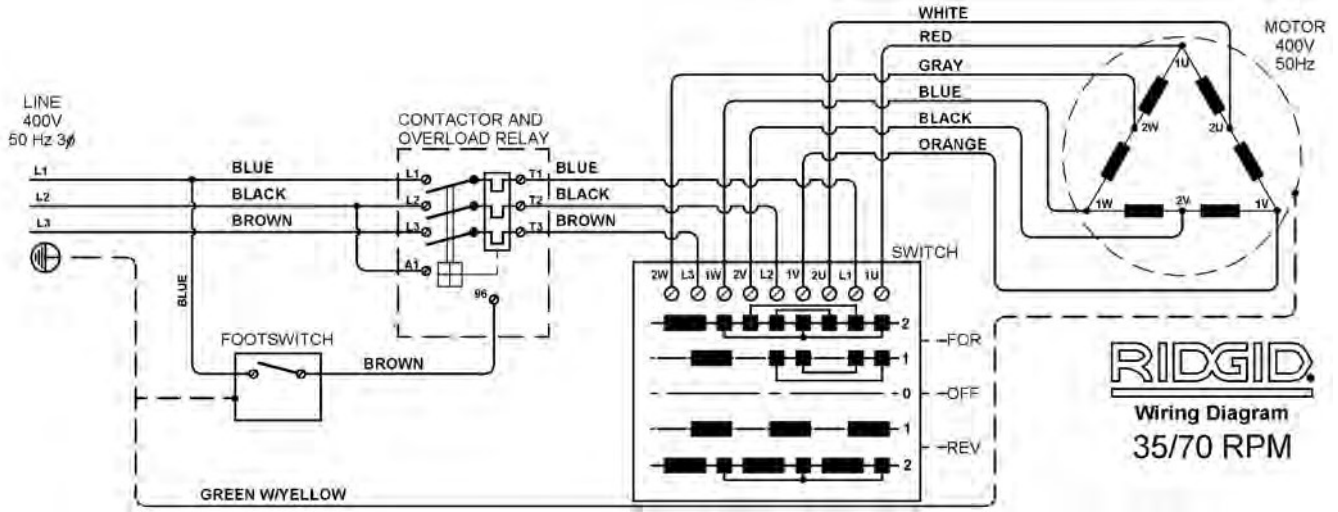 WHITE
RED
GRAY
BLUE
BLACK
ORANGE
MOTOR
400V
50Hz
1U
2W
2U
1W
2V
1V
LINE
400V
50 Hz 3ϕ
L1
L2
L3
BLUE
BLACK
BROWN
CONTACTOR AND
OVERLOAD RELAY
L1
L2
L3
A1
T1
T2
T3
96
BLUE
BLACK
BROWN
BLUE
FOOTSWITCH
BROWN
GREEN W/YELLOW
SWITCH
2W L3 1W 2V L2 1V 2U L1 1U
2
FOR
1
0 OFF
1
REV
2
RIDGID
Wiring Diagram
35/70 RPM